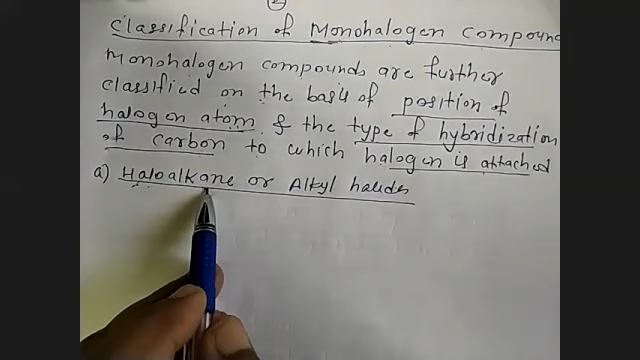 2
Classification of Monohalogen Compound
Monohalogen compounds are further
classified on the basis of position of
halogen atom & the type of hybridization
of carbon to which halogen is attached
a) Haloalkane or Alkyl halides